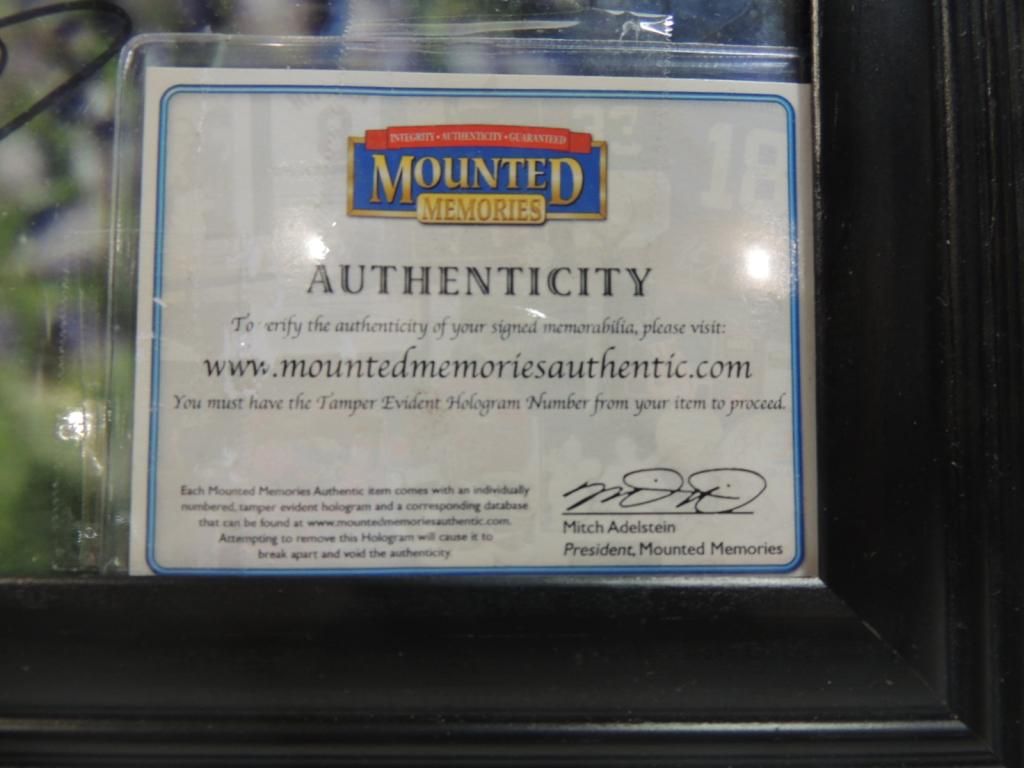 INTEGRITY • AUTHENTICITY • GUARANTEED
MOUNTED
MEMORIES
AUTHENTICITY
To verify the authenticity of your signed memorabilia, please visit:
www.mountedmemoriesauthentic.com
You must have the Tamper Evident Hologram Number from your item to proceed.
Each Mounted Memories Authentic item comes with an individually
numbered, tamper evident hologram and a corresponding database
that can be found at www.mountedmemoriesauthentic.com.
Attempting to remove this Hologram will cause it to
break apart and void the authenticity.
Mitch Adelstein
President, Mounted Memories
18